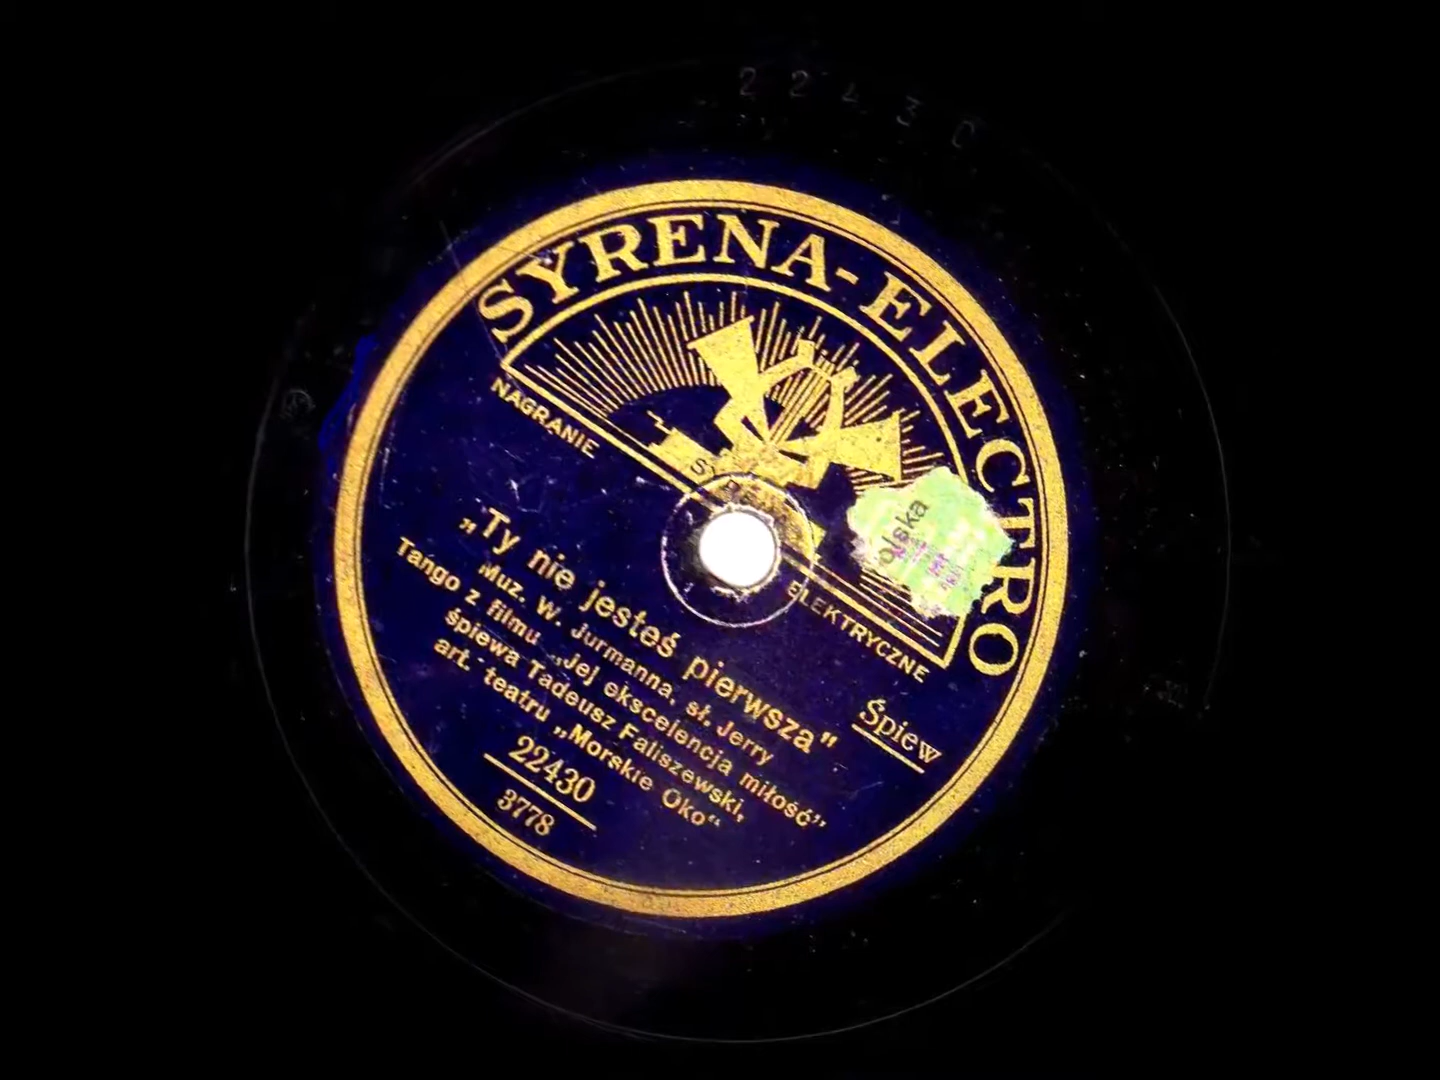 22430
SYRENA-ELECTRO
NAGRANIE ELEKTRYCZNE
Śpiew
„Ty nie jesteś pierwsza”
Muz. W. Jurmanna, sł. Jerry
Tango z filmu „Jej ekscelencja miłość”
śpiewa Tadeusz Faliszewski,
art. teatru „Morskie Oko“
22430
3778